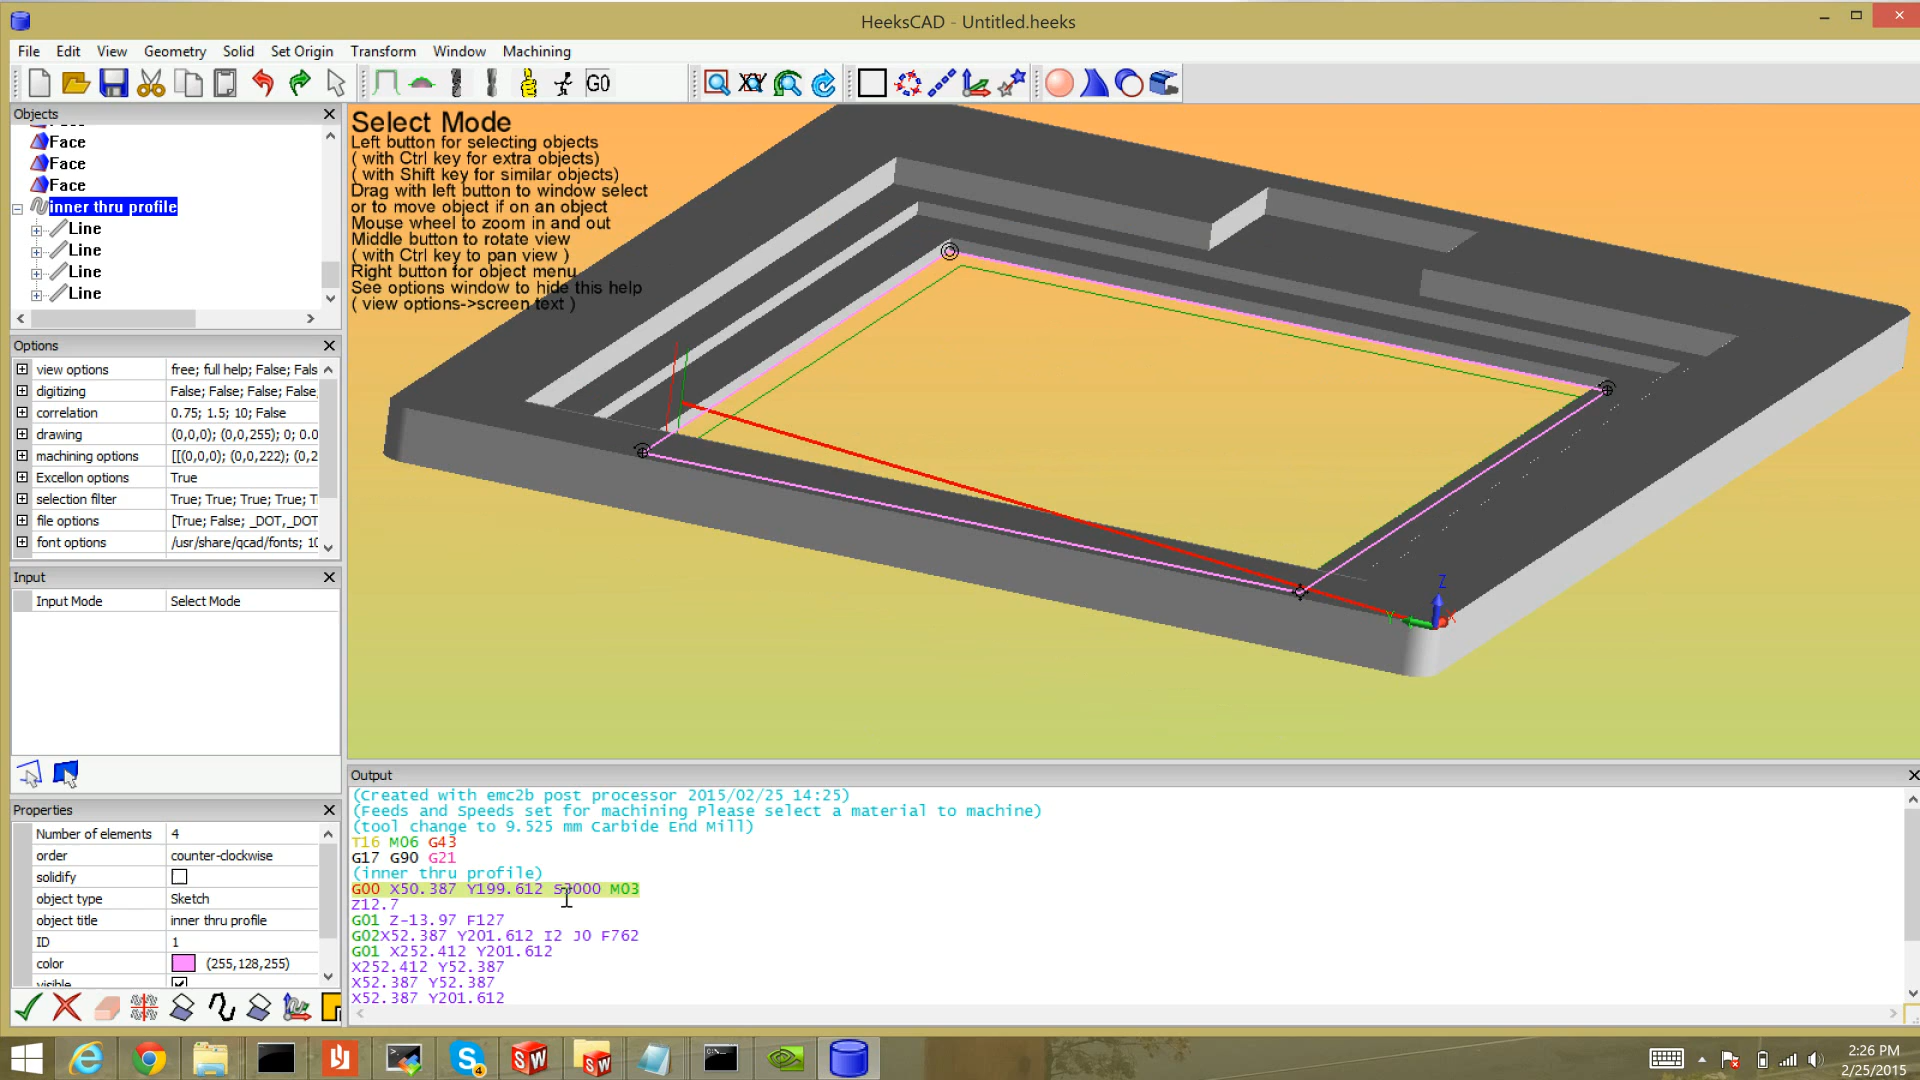 HeeksCAD - Untitled.heeks
File Edit View Geometry Solid Set Origin Transform Window Machining
G0
Objects
Face
Face
Face
inner thru profile
Line
Line
Line
Line
Options
view options free; full help; False; Fals
digitizing False; False; False; False;
correlation 0.75; 1.5; 10; False
drawing (0,0,0); (0,0,255); 0; 0.0
machining options [[(0,0,0); (0,0,222); (0,2
Excellon options True
selection filter True; True; True; True; T
file options [True; False; _DOT,_DOT
font options /usr/share/qcad/fonts; 10
Input
Input Mode Select Mode
Properties
Number of elements 4
order counter-clockwise
solidify
object type Sketch
object title inner thru profile
ID 1
color (255,128,255)
visible
Select Mode
Left button for selecting objects
( with Ctrl key for extra objects)
( with Shift key for similar objects)
Drag with left button to window select
or to move object if on an object
Mouse wheel to zoom in and out
Middle button to rotate view
( with Ctrl key to pan view )
Right button for object menu
See options window to hide this help
( view options->screen text )
Z
Y
X
Output
(Created with emc2b post processor 2015/02/25 14:25)
(Feeds and Speeds set for machining Please select a material to machine)
(tool change to 9.525 mm Carbide End Mill)
T16 M06 G43
G17 G90 G21
(inner thru profile)
G00 X50.387 Y199.612 M03
Z12.7
G01 Z-13.97 F127
G02X52.387 Y201.612 I2 J0 F762
G01 X252.412 Y201.612
X252.412 Y52.387
X52.387 Y52.387
X52.387 Y201.612
4
SW
SW
2:26 PM
2/25/2015